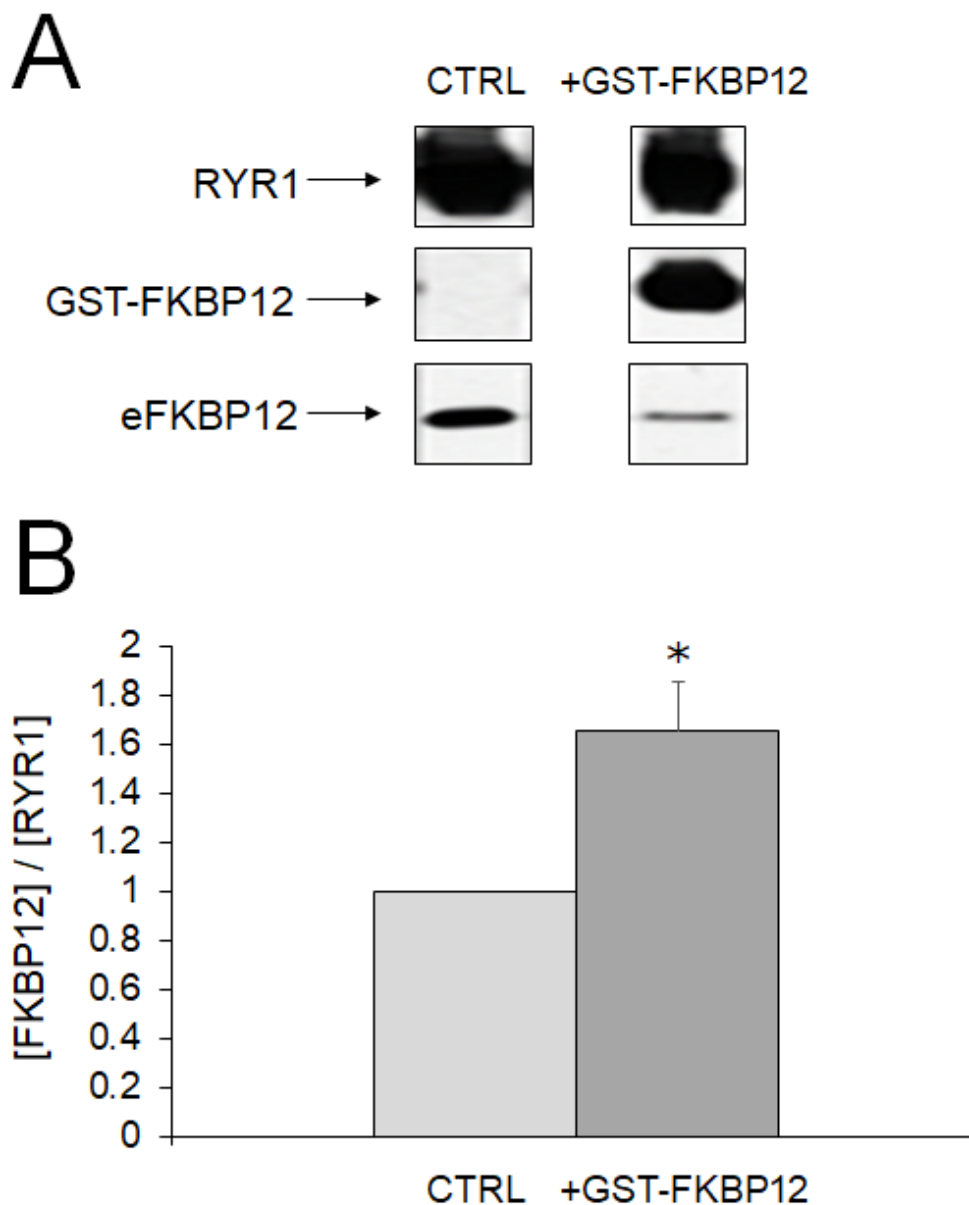 A
CTRL +GST-FKBP12
RYR1
GST-FKBP12
eFKBP12
B
[FKBP12] / [RYR1]
2
1.8
1.6
1.4
1.2
1
0.8
0.6
0.4
0.2
0
*
CTRL +GST-FKBP12